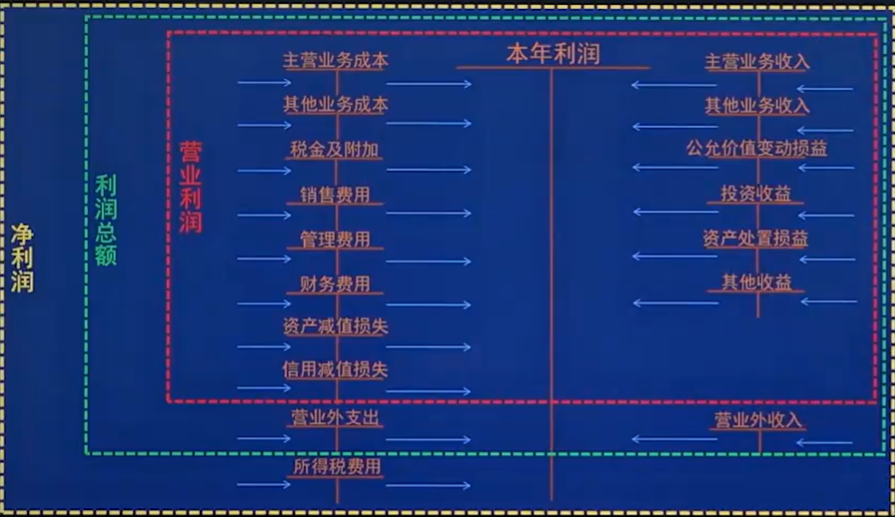 本年利润
主营业务成本
主营业务收入
其他业务成本
其他业务收入
税金及附加
公允价值变动损益
销售费用
投资收益
管理费用
资产处置损益
财务费用
其他收益
资产减值损失
信用减值损失
营业利润
营业外支出
营业外收入
利润总额
所得税费用
净利润